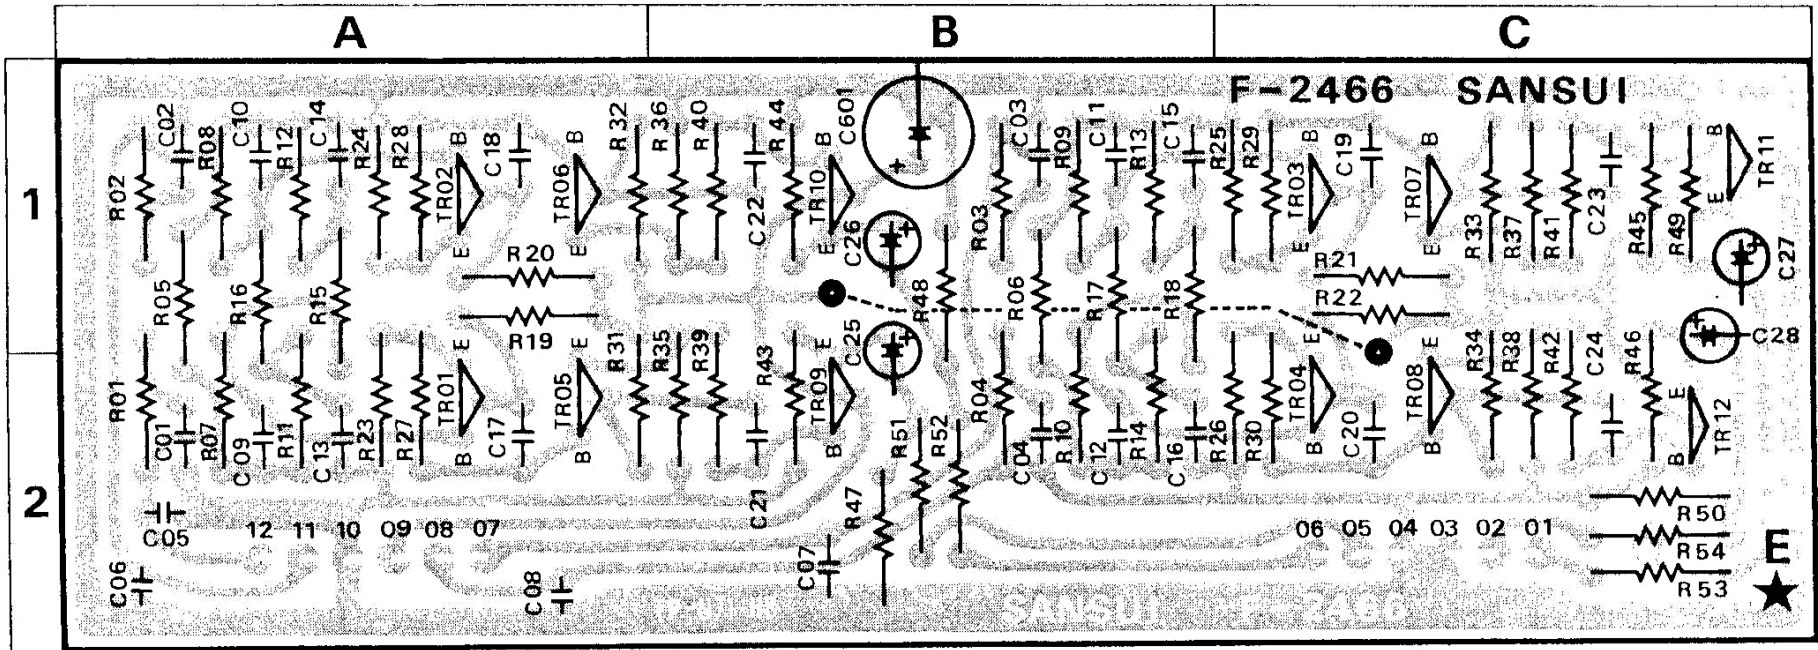 A B C
1
2
F-2466 SANSUI
C02 C10 C14 B C18 B R32 R36 R40 R44 B C601 C03 C11 C15 R25 R29 B C19 B B TR11
R02 R08 R12 R24 R28 TR02 TR06 C22 TR10 R03 R09 R13 TR03 TR07 R33 R37 R41 C23 R45 R49 E
E E E C26 E E
R20 R21 C27
R05 R16 R15 R48 R06 R17 R18 R22
R19 C28
E E R31 R35 R39 R43 E C25 E E R34 R38 R42 C24 R46 E
R01 TR01 TR05 TR09 R04 TR04 TR08 TR12
C01 R07 C09 R11 C13 R23 R27 B C17 B B R51 R52 C04 R10 C12 R14 C16 R26 R30 B C20 B B
C21 R47 R50
C05 12 11 10 09 08 07 06 05 04 03 02 01
R54 E
C06 C08 C07 R53
SANSUI F-2466